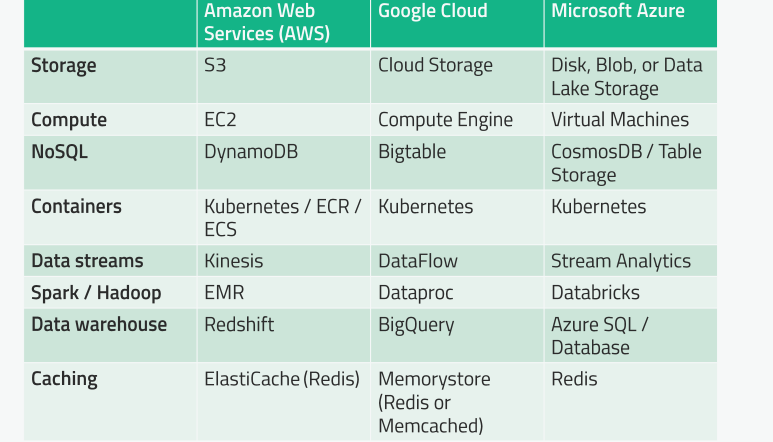 Amazon Web
Services (AWS)
Google Cloud
Microsoft Azure
Storage
S3
Cloud Storage
Disk, Blob, or Data
Lake Storage
Compute
EC2
Compute Engine
Virtual Machines
NoSQL
DynamoDB
Bigtable
CosmosDB / Table
Storage
Containers
Kubernetes / ECR /
ECS
Kubernetes
Kubernetes
Data streams
Kinesis
DataFlow
Stream Analytics
Spark / Hadoop
EMR
Dataproc
Databricks
Data warehouse
Redshift
BigQuery
Azure SQL /
Database
Caching
ElastiCache (Redis)
Memorystore
(Redis or
Memcached)
Redis